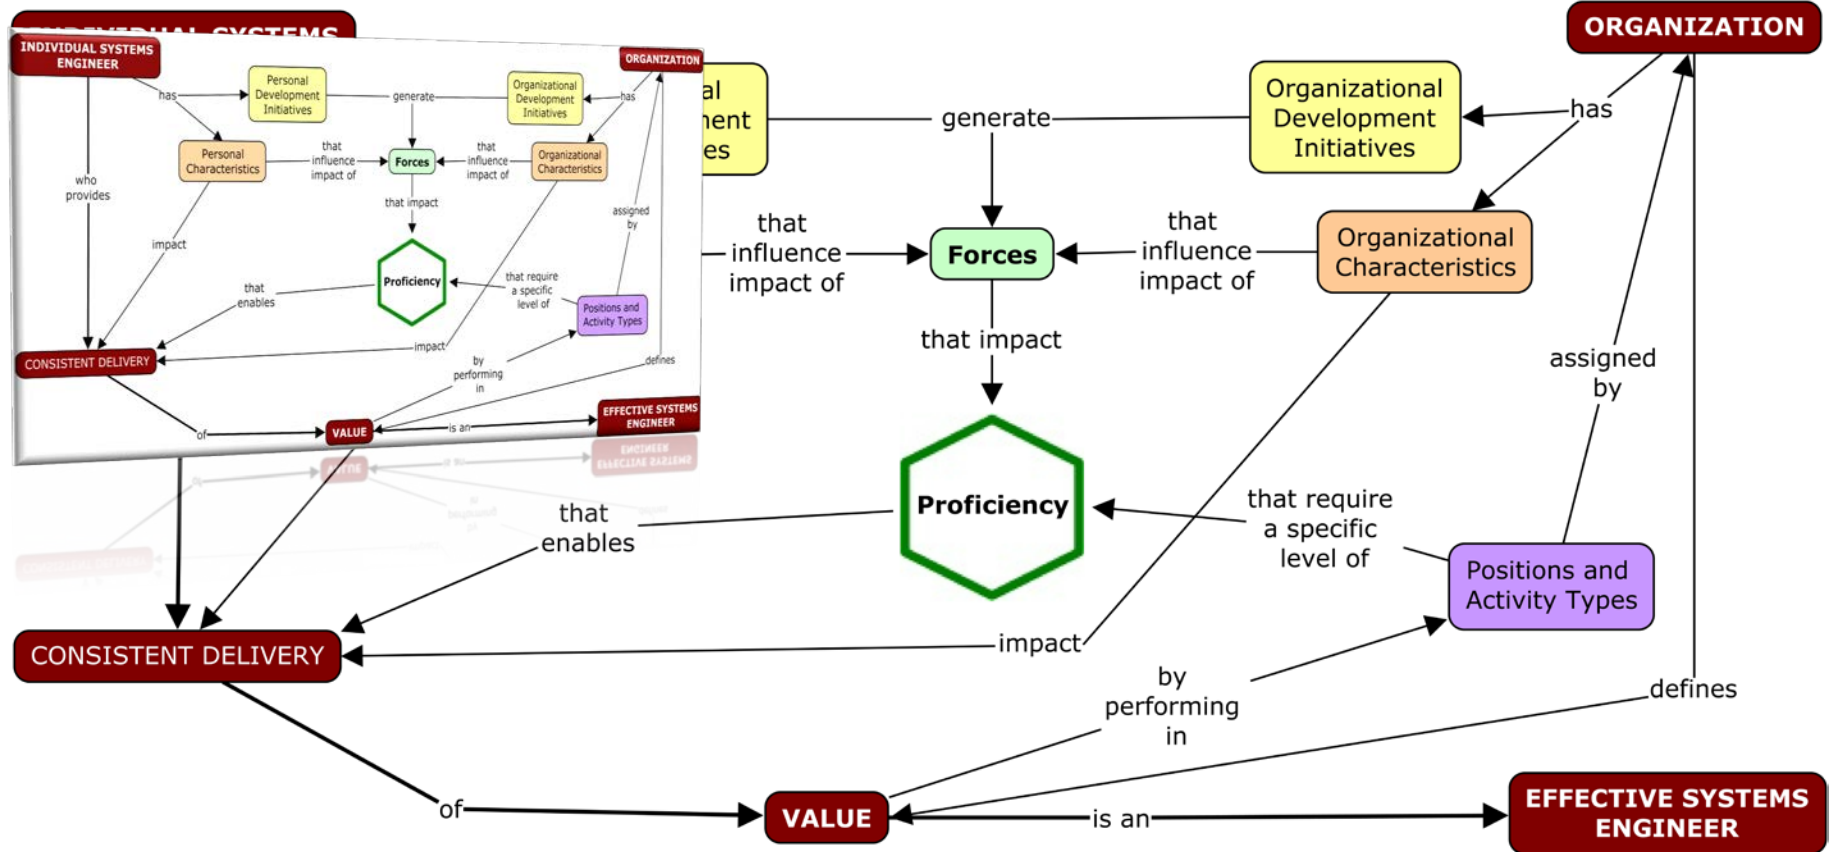 INDIVIDUAL SYSTEMS
INDIVIDUAL SYSTEMS
ENGINEER
has
Personal
Development
Initiatives
generate
Organizational
Development
Initiatives
has
ORGANIZATION
who
provides
Personal
Characteristics
that
influence
impact of
Forces
that
influence
impact of
Organizational
Characteristics
that impact
assigned
by
impact
Proficiency
that
enables
that require
a specific
level of
Positions and
Activity Types
CONSISTENT DELIVERY
impact
by
performing
in
defines
of
VALUE
is an
EFFECTIVE SYSTEMS
ENGINEER
ORGANIZATION
al
ment
es
generate
Organizational
Development
Initiatives
has
that
influence
impact of
Forces
that
influence
impact of
Organizational
Characteristics
that impact
assigned
by
Proficiency
that
enables
that require
a specific
level of
Positions and
Activity Types
CONSISTENT DELIVERY
impact
by
performing
in
defines
of
VALUE
is an
EFFECTIVE SYSTEMS
ENGINEER